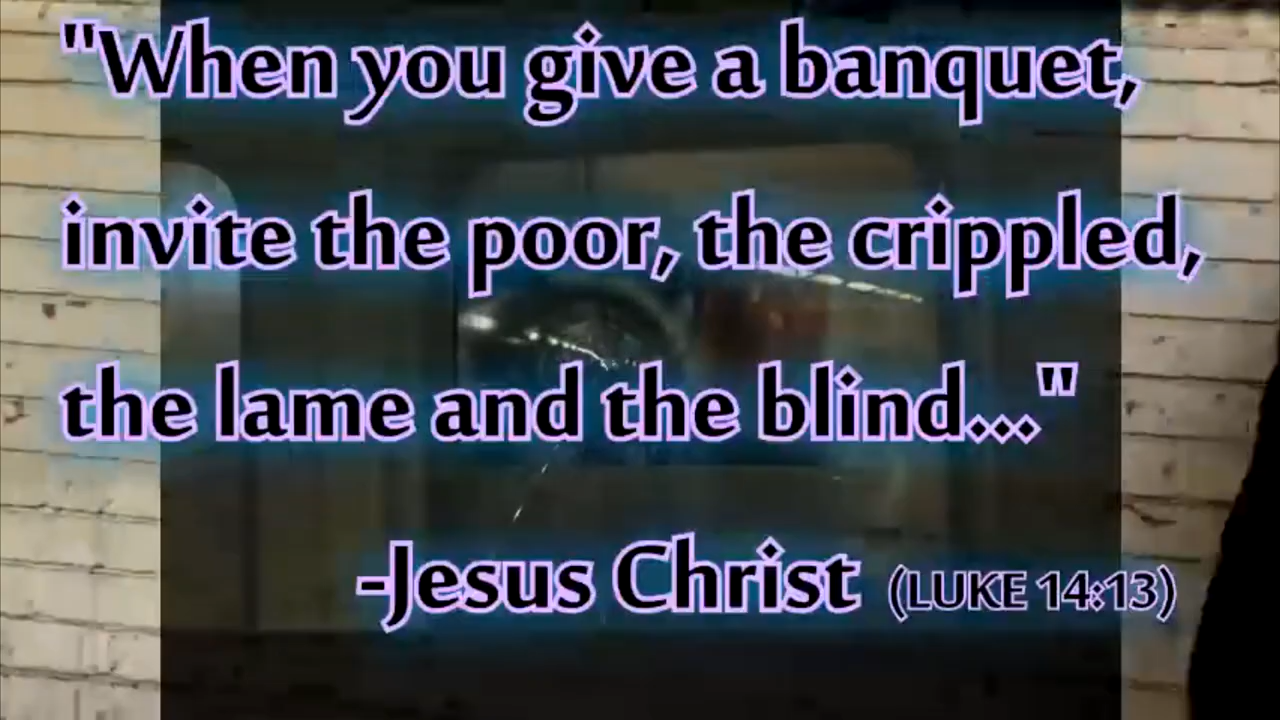 "When you give a banquet,
invite the poor, the crippled,
the lame and the blind..."
-Jesus Christ (LUKE 14:13)